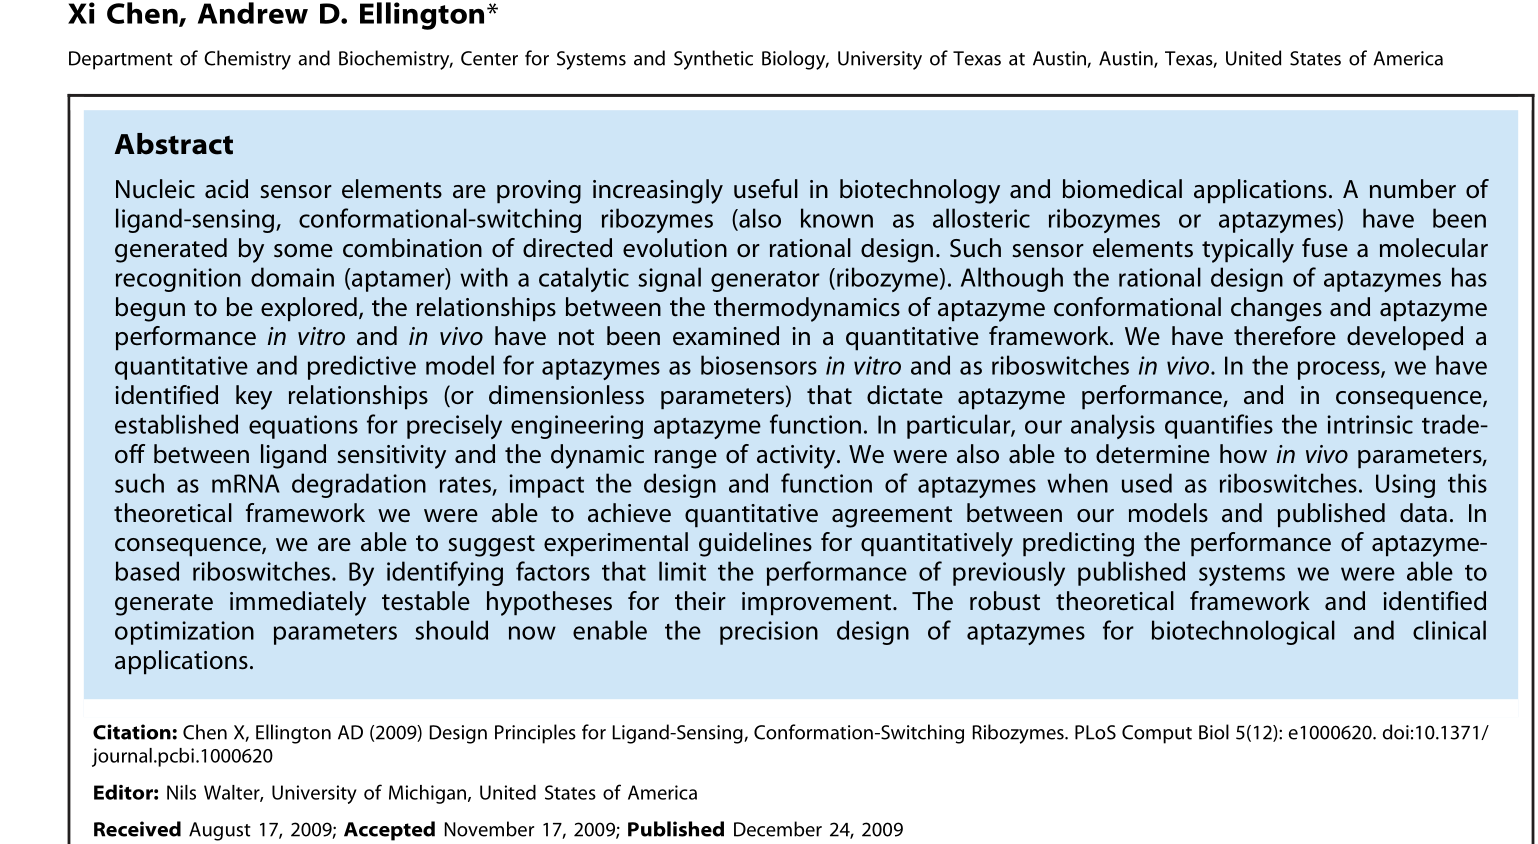 Xi Chen, Andrew D. Ellington*
Department of Chemistry and Biochemistry, Center for Systems and Synthetic Biology, University of Texas at Austin, Austin, Texas, United States of America
Abstract
Nucleic acid sensor elements are proving increasingly useful in biotechnology and biomedical applications. A number of
ligand-sensing, conformational-switching ribozymes (also known as allosteric ribozymes or aptazymes) have been
generated by some combination of directed evolution or rational design. Such sensor elements typically fuse a molecular
recognition domain (aptamer) with a catalytic signal generator (ribozyme). Although the rational design of aptazymes has
begun to be explored, the relationships between the thermodynamics of aptazyme conformational changes and aptazyme
performance in vitro and in vivo have not been examined in a quantitative framework. We have therefore developed a
quantitative and predictive model for aptazymes as biosensors in vitro and as riboswitches in vivo. In the process, we have
identified key relationships (or dimensionless parameters) that dictate aptazyme performance, and in consequence,
established equations for precisely engineering aptazyme function. In particular, our analysis quantifies the intrinsic trade-
off between ligand sensitivity and the dynamic range of activity. We were also able to determine how in vivo parameters,
such as mRNA degradation rates, impact the design and function of aptazymes when used as riboswitches. Using this
theoretical framework we were able to achieve quantitative agreement between our models and published data. In
consequence, we are able to suggest experimental guidelines for quantitatively predicting the performance of aptazyme-
based riboswitches. By identifying factors that limit the performance of previously published systems we were able to
generate immediately testable hypotheses for their improvement. The robust theoretical framework and identified
optimization parameters should now enable the precision design of aptazymes for biotechnological and clinical
applications.
Citation: Chen X, Ellington AD (2009) Design Principles for Ligand-Sensing, Conformation-Switching Ribozymes. PLoS Comput Biol 5(12): e1000620. doi:10.1371/
journal.pcbi.1000620
Editor: Nils Walter, University of Michigan, United States of America
Received August 17, 2009; Accepted November 17, 2009; Published December 24, 2009